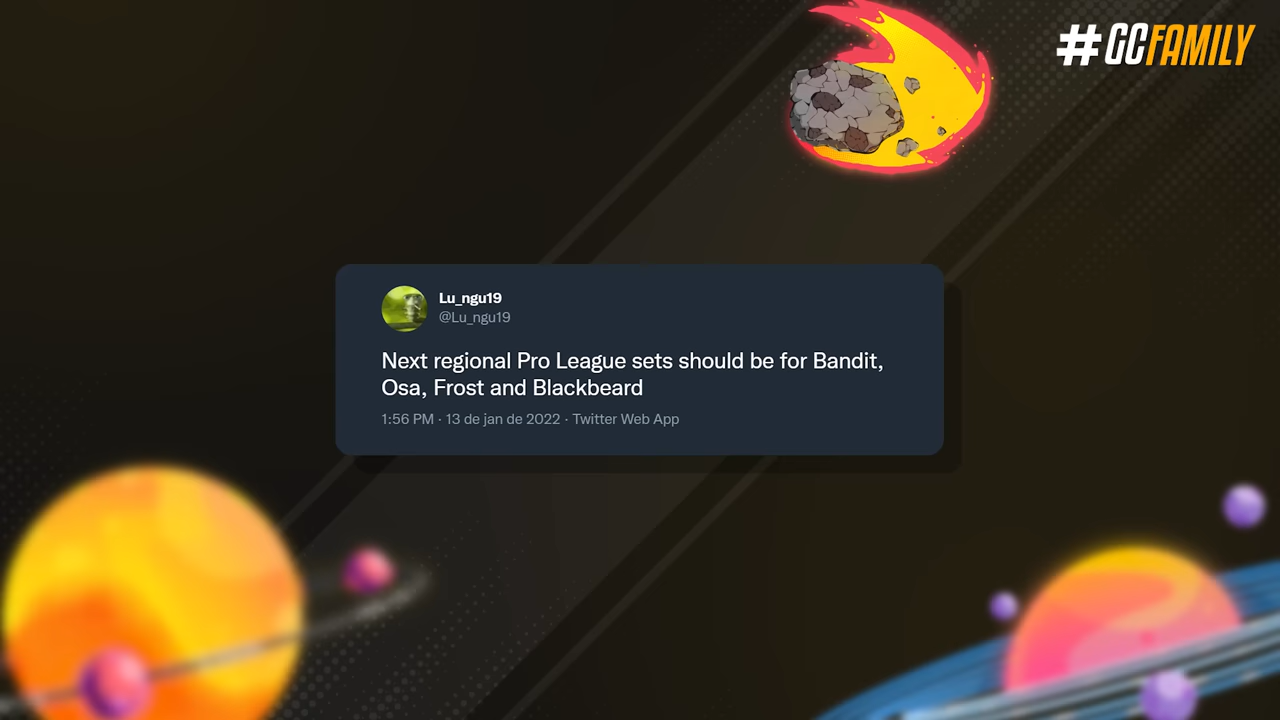 #GCFAMILY
Lu_ngu19
@Lu_ngu19
Next regional Pro League sets should be for Bandit,
Osa, Frost and Blackbeard
1:56 PM · 13 de jan de 2022 · Twitter Web App